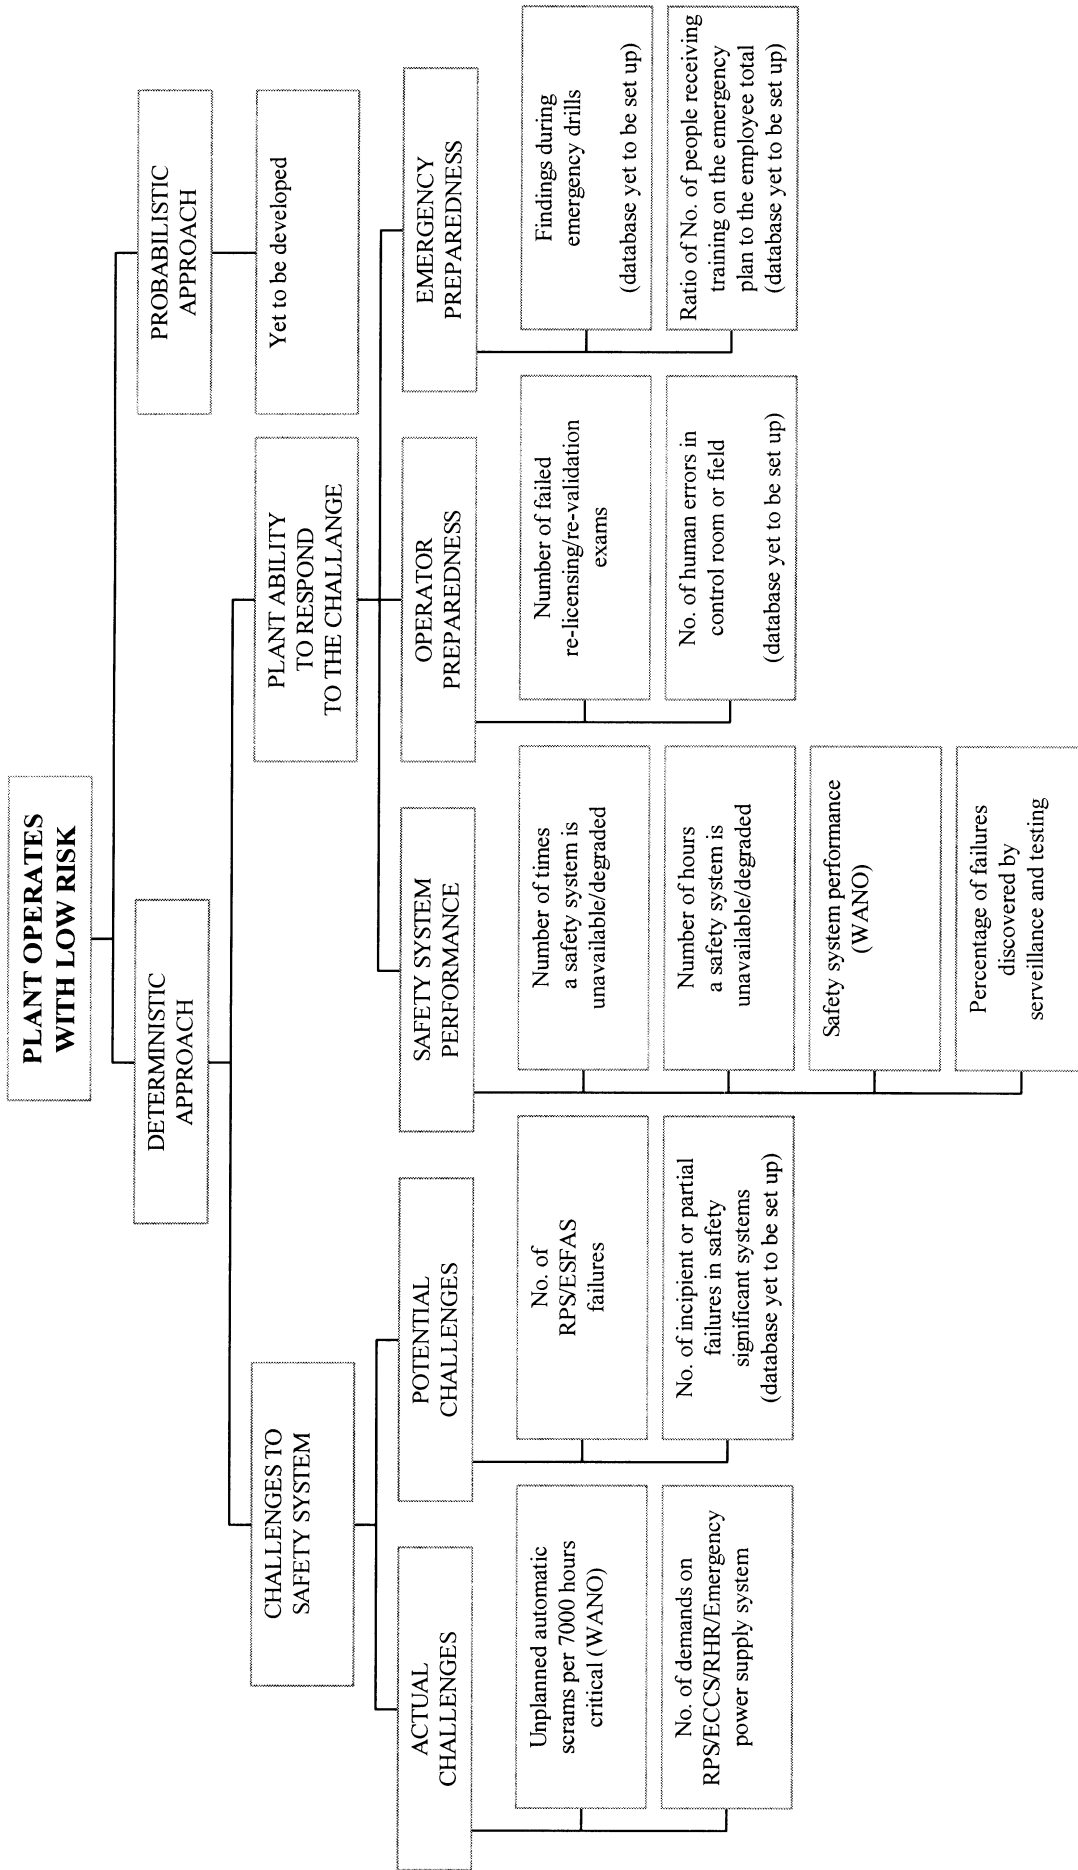 PLANT OPERATES
WITH LOW RISK
DETERMINISTIC
APPROACH
PROBABILISTIC
APPROACH
CHALLENGES TO
SAFETY SYSTEM
PLANT ABILITY
TO RESPOND
TO THE CHALLANGE
Yet to be developed
ACTUAL
CHALLENGES
POTENTIAL
CHALLENGES
SAFETY SYSTEM
PERFORMANCE
OPERATOR
PREPAREDNESS
EMERGENCY
PREPAREDNESS
Unplanned automatic
scrams per 7000 hours
critical (WANO)
No. of demands on
RPS/ECCS/RHR/Emergency
power supply system
No. of
RPS/ESFAS
failures
No. of incipient or partial
failures in safety
significant systems
(database yet to be set up)
Number of times
a safety system is
unavailable/degraded
Number of hours
a safety system is
unavailable/degraded
Safety system performance
(WANO)
Percentage of failures
discovered by
serveillance and testing
Number of failed
re-licensing/re-validation
exams
No. of human errors in
control room or field
(database yet to be set up)
Findings during
emergency drills
(database yet to be set up)
Ratio of No. of people receiving
training on the emergency
plan to the employee total
(database yet to be set up)